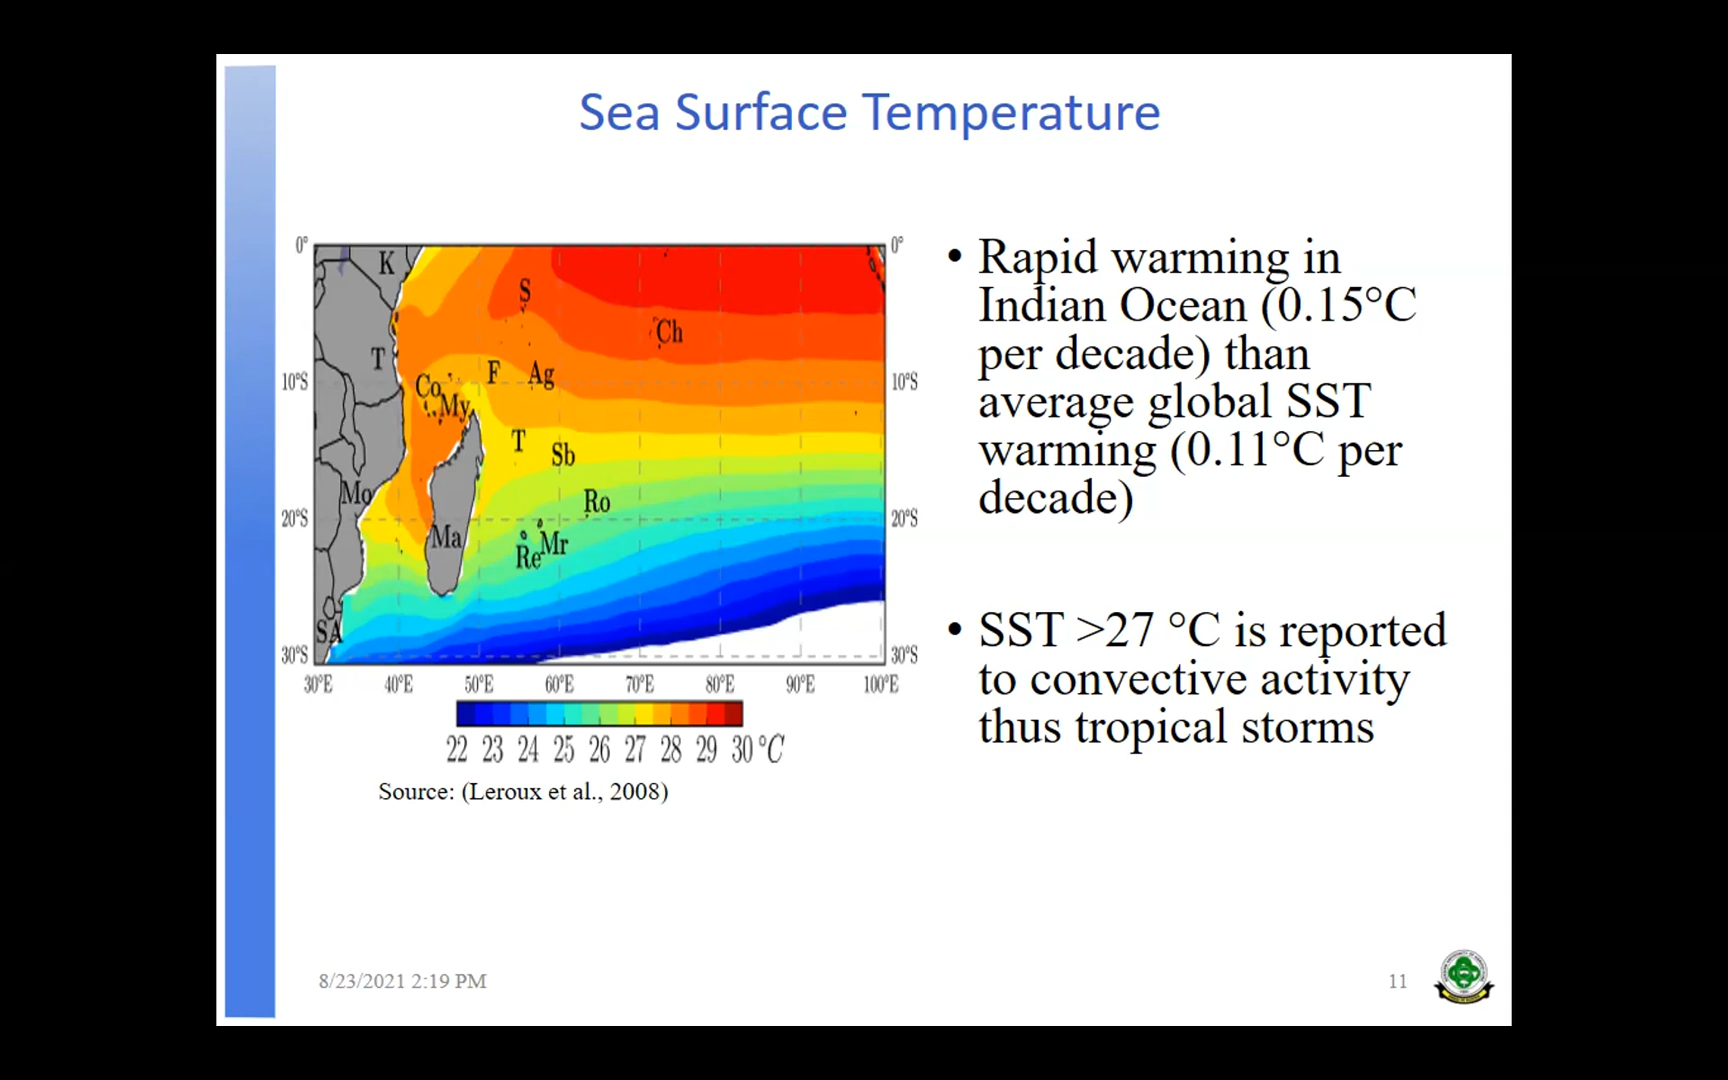 Sea Surface Temperature
0°
0°
K
S
Ch
T
10°S
10°S
F
Ag
Co
My
T
Sb
Mo
Ro
20°S
20°S
Ma
Mr
Re
SA
30°S
30°S
30°E 40°E 50°E 60°E 70°E 80°E 90°E 100°E
22 23 24 25 26 27 28 29 30 °C
Source: (Leroux et al., 2008)
• Rapid warming in
Indian Ocean (0.15°C
per decade) than
average global SST
warming (0.11°C per
decade)
• SST >27 °C is reported
to convective activity
thus tropical storms
8/23/2021 2:19 PM
11